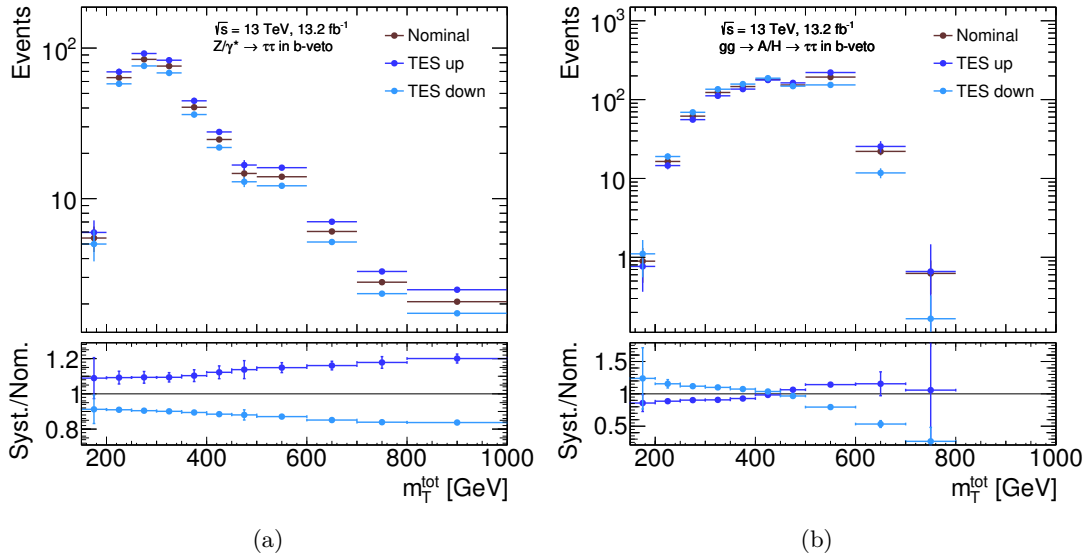 √s = 13 TeV, 13.2 fb⁻¹
Z/γ* → ττ in b-veto
Nominal
TES up
TES down
Events
10²
10
Syst./Nom.
1.2
1
0.8
200 400 600 800 1000
m_T^tot [GeV]
(a)
√s = 13 TeV, 13.2 fb⁻¹
gg → A/H → ττ in b-veto
Nominal
TES up
TES down
Events
10³
10²
10
1
Syst./Nom.
1.5
1
0.5
200 400 600 800 1000
m_T^tot [GeV]
(b)